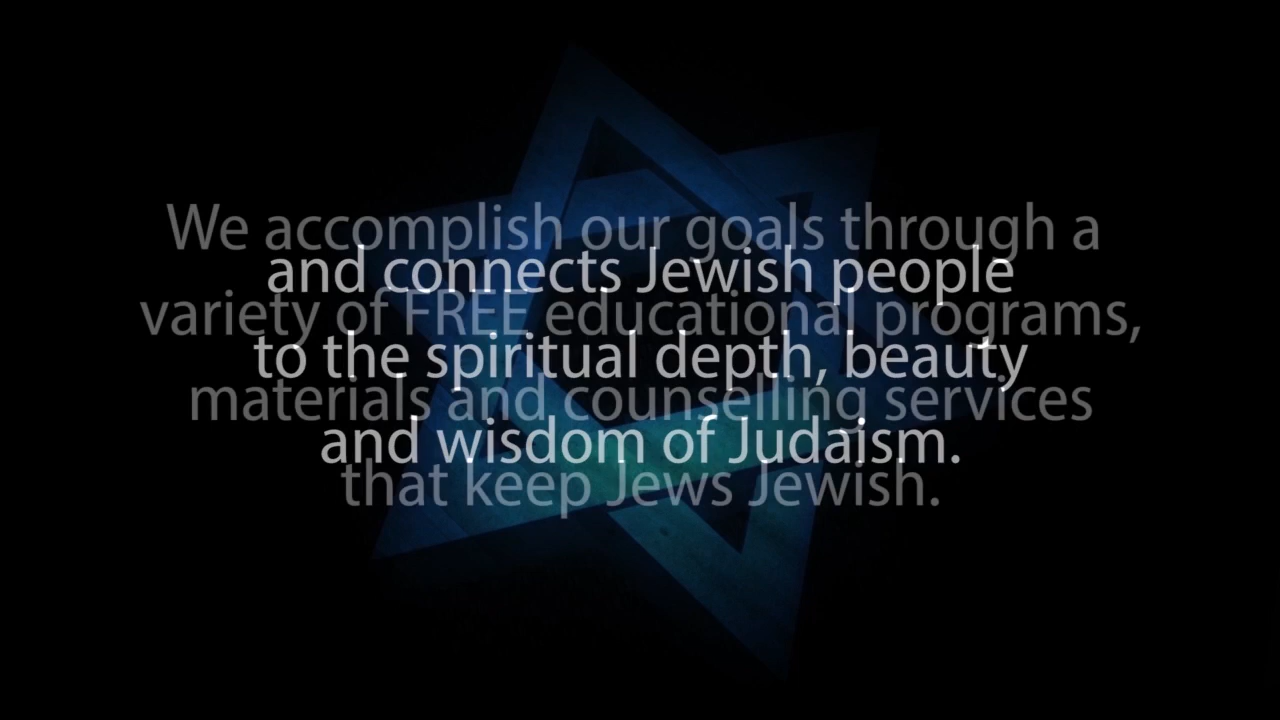 We accomplish our goals through a
and connects Jewish people
variety of FREE educational programs,
to the spiritual depth, beauty
materials and counselling services
and wisdom of Judaism.
that keep Jews Jewish.